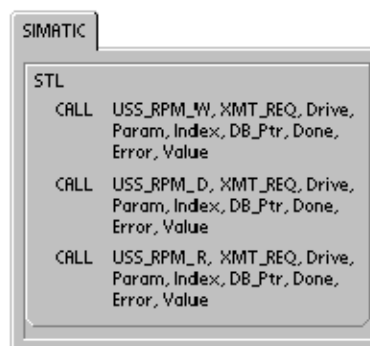 SIMATIC
STL
CALL USS_RPM_W, XMT_REQ, Drive,
Param, Index, DB_Ptr, Done,
Error, Value
CALL USS_RPM_D, XMT_REQ, Drive,
Param, Index, DB_Ptr, Done,
Error, Value
CALL USS_RPM_R, XMT_REQ, Drive,
Param, Index, DB_Ptr, Done,
Error, Value